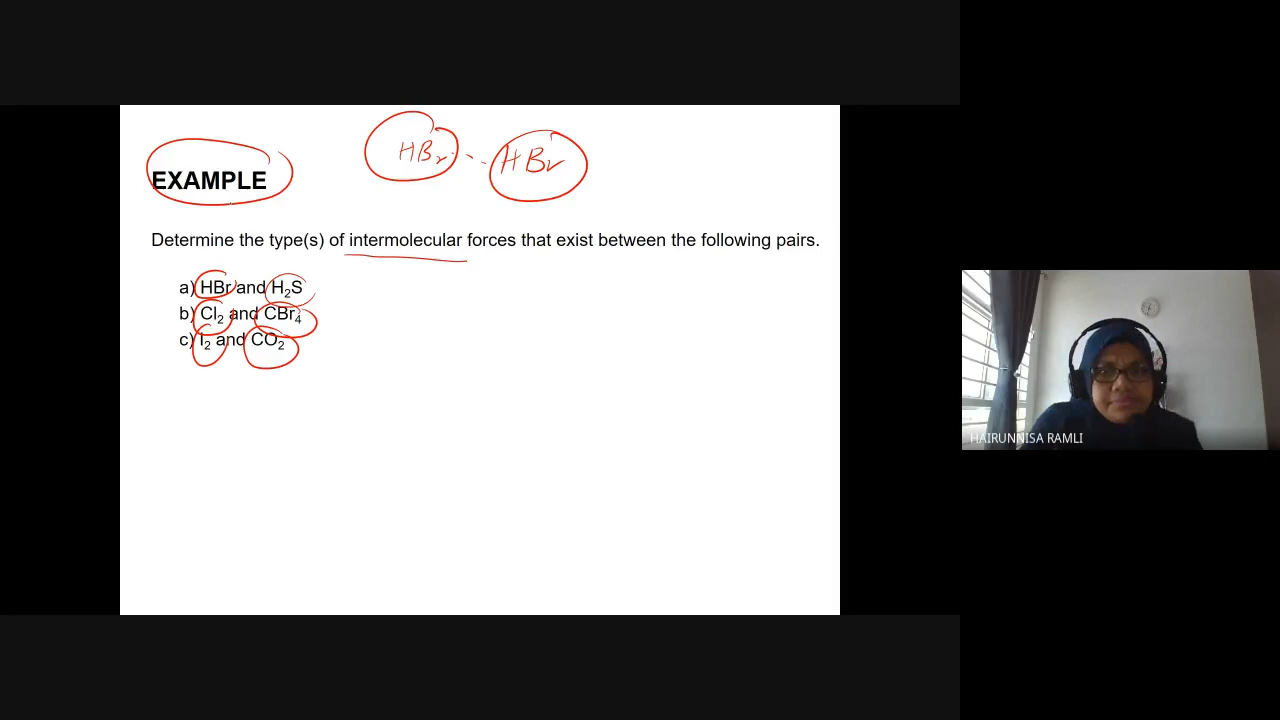 HBr -- HBr
EXAMPLE
Determine the type(s) of intermolecular forces that exist between the following pairs.
a) HBr and H₂S
b) Cl₂ and CBr₄
c) I₂ and CO₂
HAIRUNNISA RAMLI